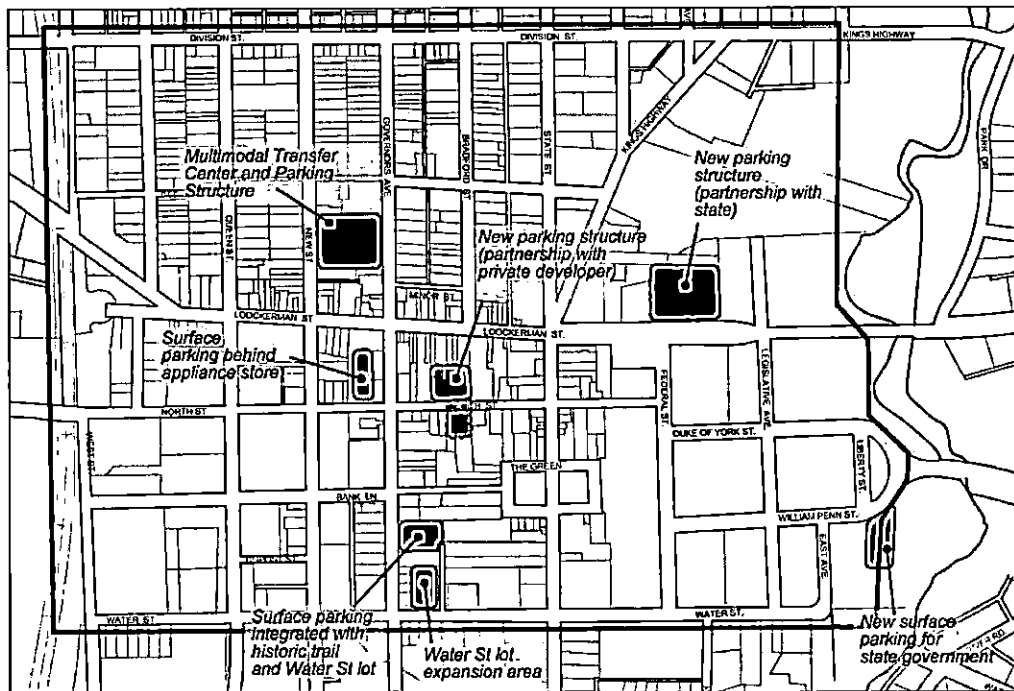 DIVISION ST.
DIVISION ST.
KINGS HIGHWAY
KINGS HIGHWAY
PARK DR
GOVERNORS AVE
BRADFORD ST
STATE ST
Multimodal Transfer
Center and Parking
Structure
New parking
structure
(partnership with
state)
QUEEN ST.
NEW ST
New parking structure
(partnership with
private developer)
MINOR ST.
LOOCKERMAN ST
LOOCKERMAN ST.
Surface
parking behind
appliance store
FEDERAL ST.
LEGISLATIVE AVE.
NORTH ST
DUKE OF YORK ST.
WEST ST.
LIBERTY ST.
THE GREEN
BANK LN
WILLIAM PENN ST.
EAST AVE.
WATER ST.
WATER ST.
Surface parking
integrated with
historic trail
and Water St lot
Water St lot
expansion area
New surface
parking for
state government